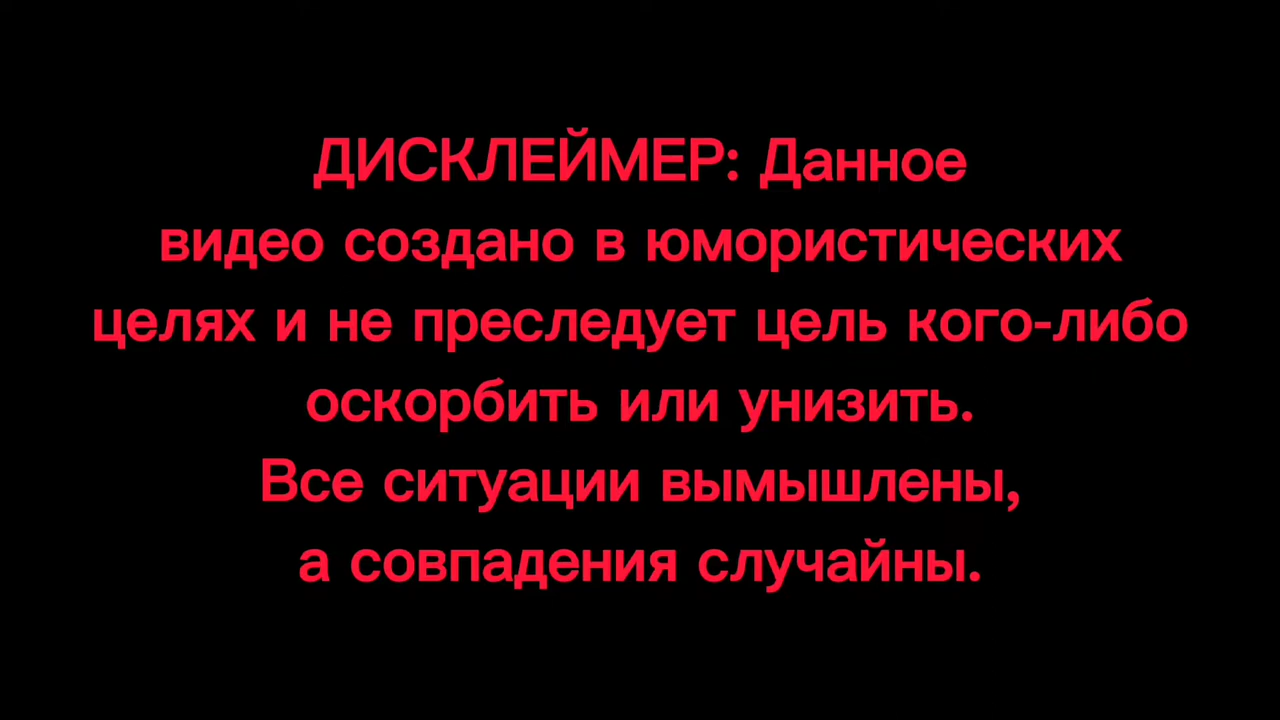 ДИСКЛЕЙМЕР: Данное
видео создано в юмористических
целях и не преследует цель кого-либо
оскорбить или унизить.
Все ситуации вымышлены,
а совпадения случайны.